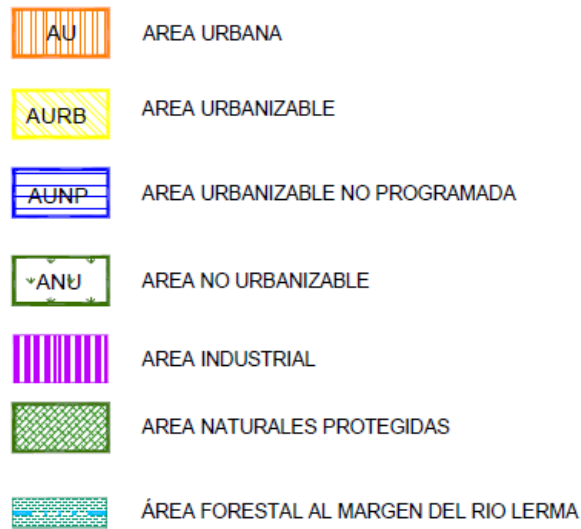 AU AREA URBANA
AURB AREA URBANIZABLE
AUNP AREA URBANIZABLE NO PROGRAMADA
ANU AREA NO URBANIZABLE
AREA INDUSTRIAL
AREA NATURALES PROTEGIDAS
ÁREA FORESTAL AL MARGEN DEL RIO LERMA